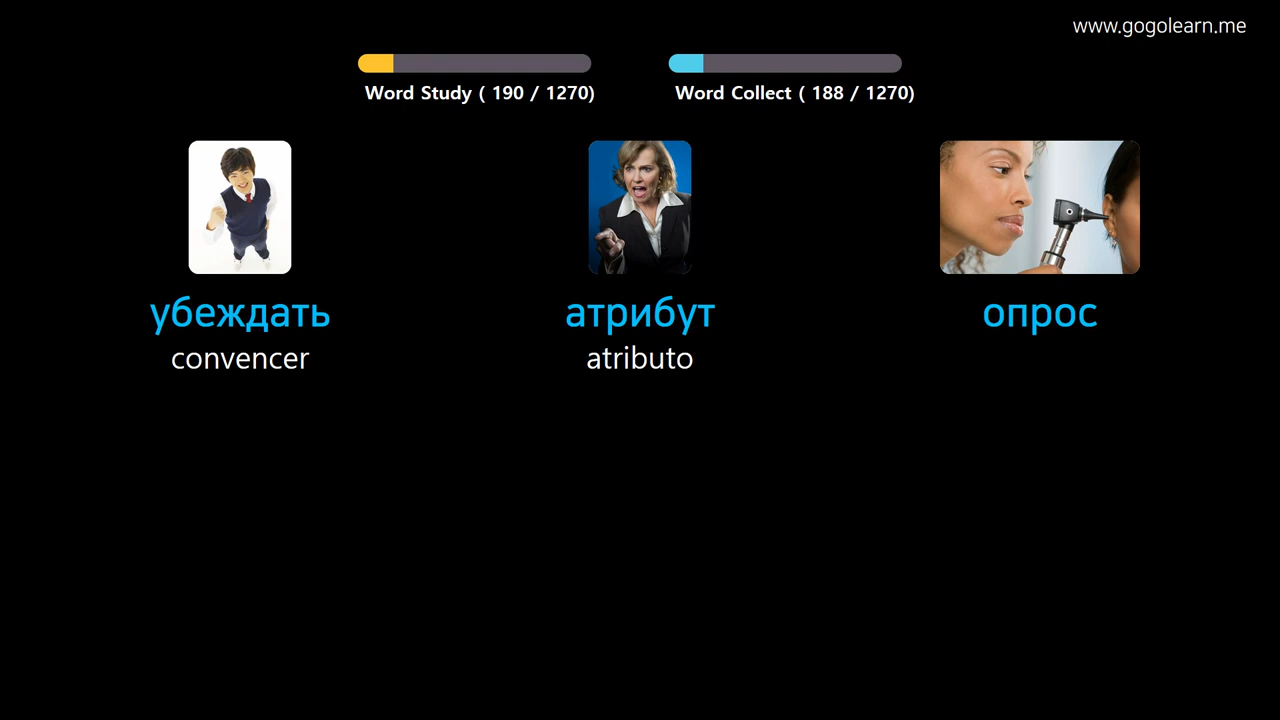 www.gogolearn.me
Word Study ( 190 / 1270)
Word Collect ( 188 / 1270)
убеждать
convencer
атрибут
atributo
опрос